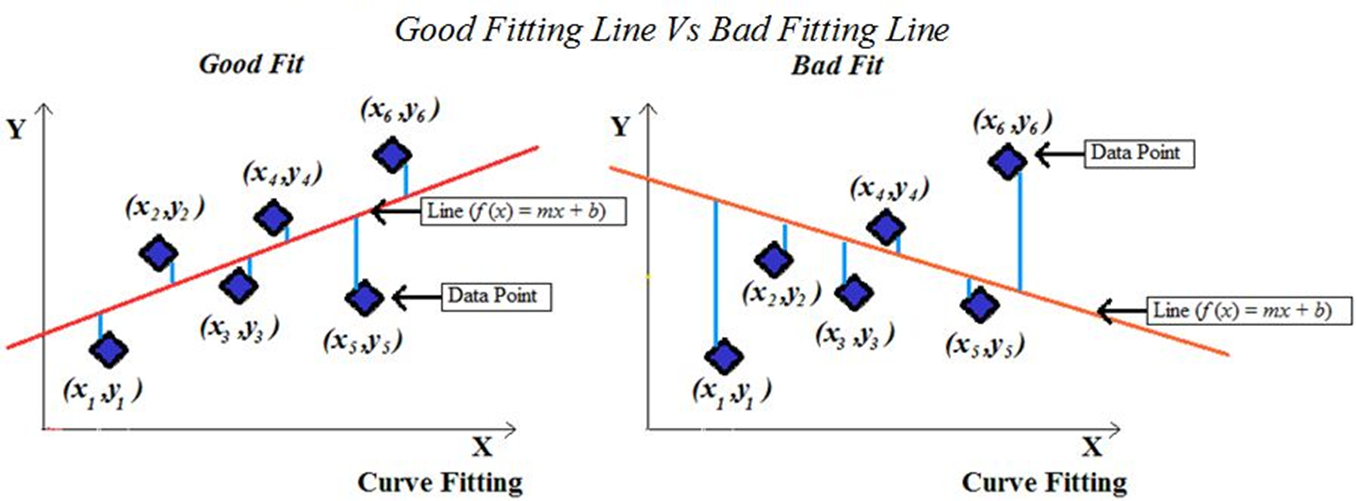 Good Fitting Line Vs Bad Fitting Line
Good Fit
Y
(x₆,y₆)
(x₄,y₄)
(x₂,y₂)
Line (f (x) = mx + b)
Data Point
(x₃,y₃)
(x₅,y₅)
(x₁,y₁)
X
Curve Fitting
Bad Fit
Y
(x₆,y₆)
Data Point
(x₄,y₄)
(x₂,y₂)
Line (f (x) = mx + b)
(x₃,y₃)
(x₅,y₅)
(x₁,y₁)
X
Curve Fitting